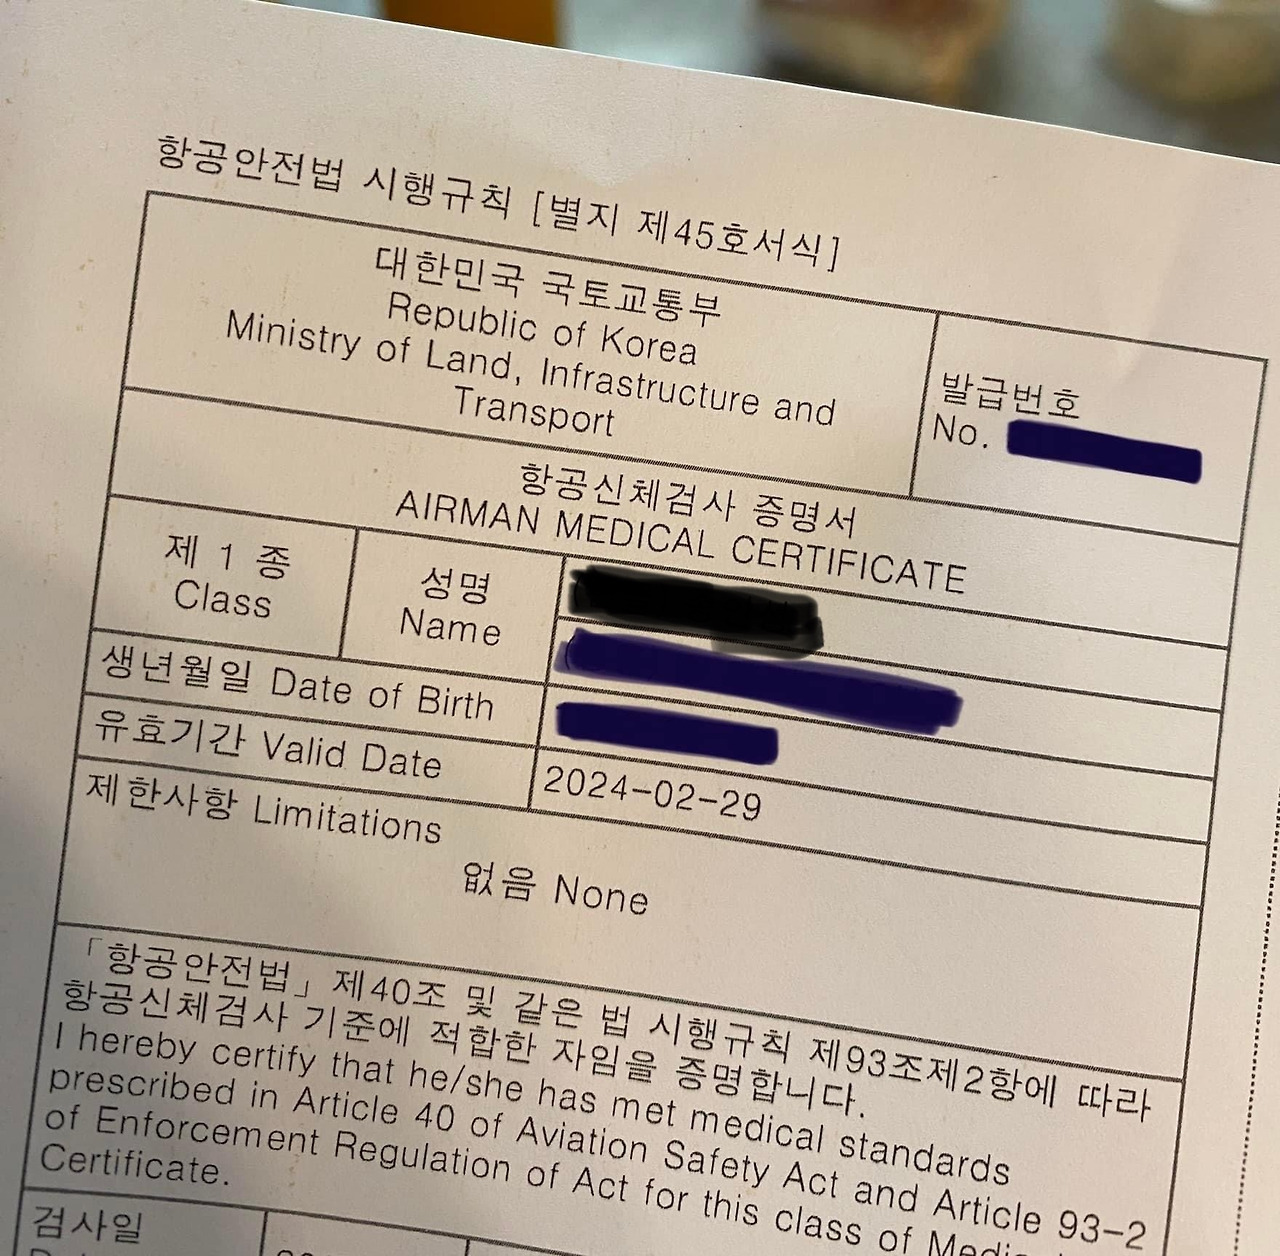 항공안전법 시행규칙 [별지 제45호서식]
대한민국 국토교통부
Republic of Korea
Ministry of Land, Infrastructure and
Transport
발급번호
No.
항공신체검사 증명서
AIRMAN MEDICAL CERTIFICATE
제 1 종
Class
성명
Name
생년월일 Date of Birth
유효기간 Valid Date
2024-02-29
제한사항 Limitations
없음 None
「항공안전법」 제40조 및 같은 법 시행규칙 제93조제2항에 따라
항공신체검사 기준에 적합한 자임을 증명합니다.
I hereby certify that he/she has met medical standards
prescribed in Article 40 of Aviation Safety Act and Article 93-2
of Enforcement Regulation of Act for this class of
Certificate.
검사일